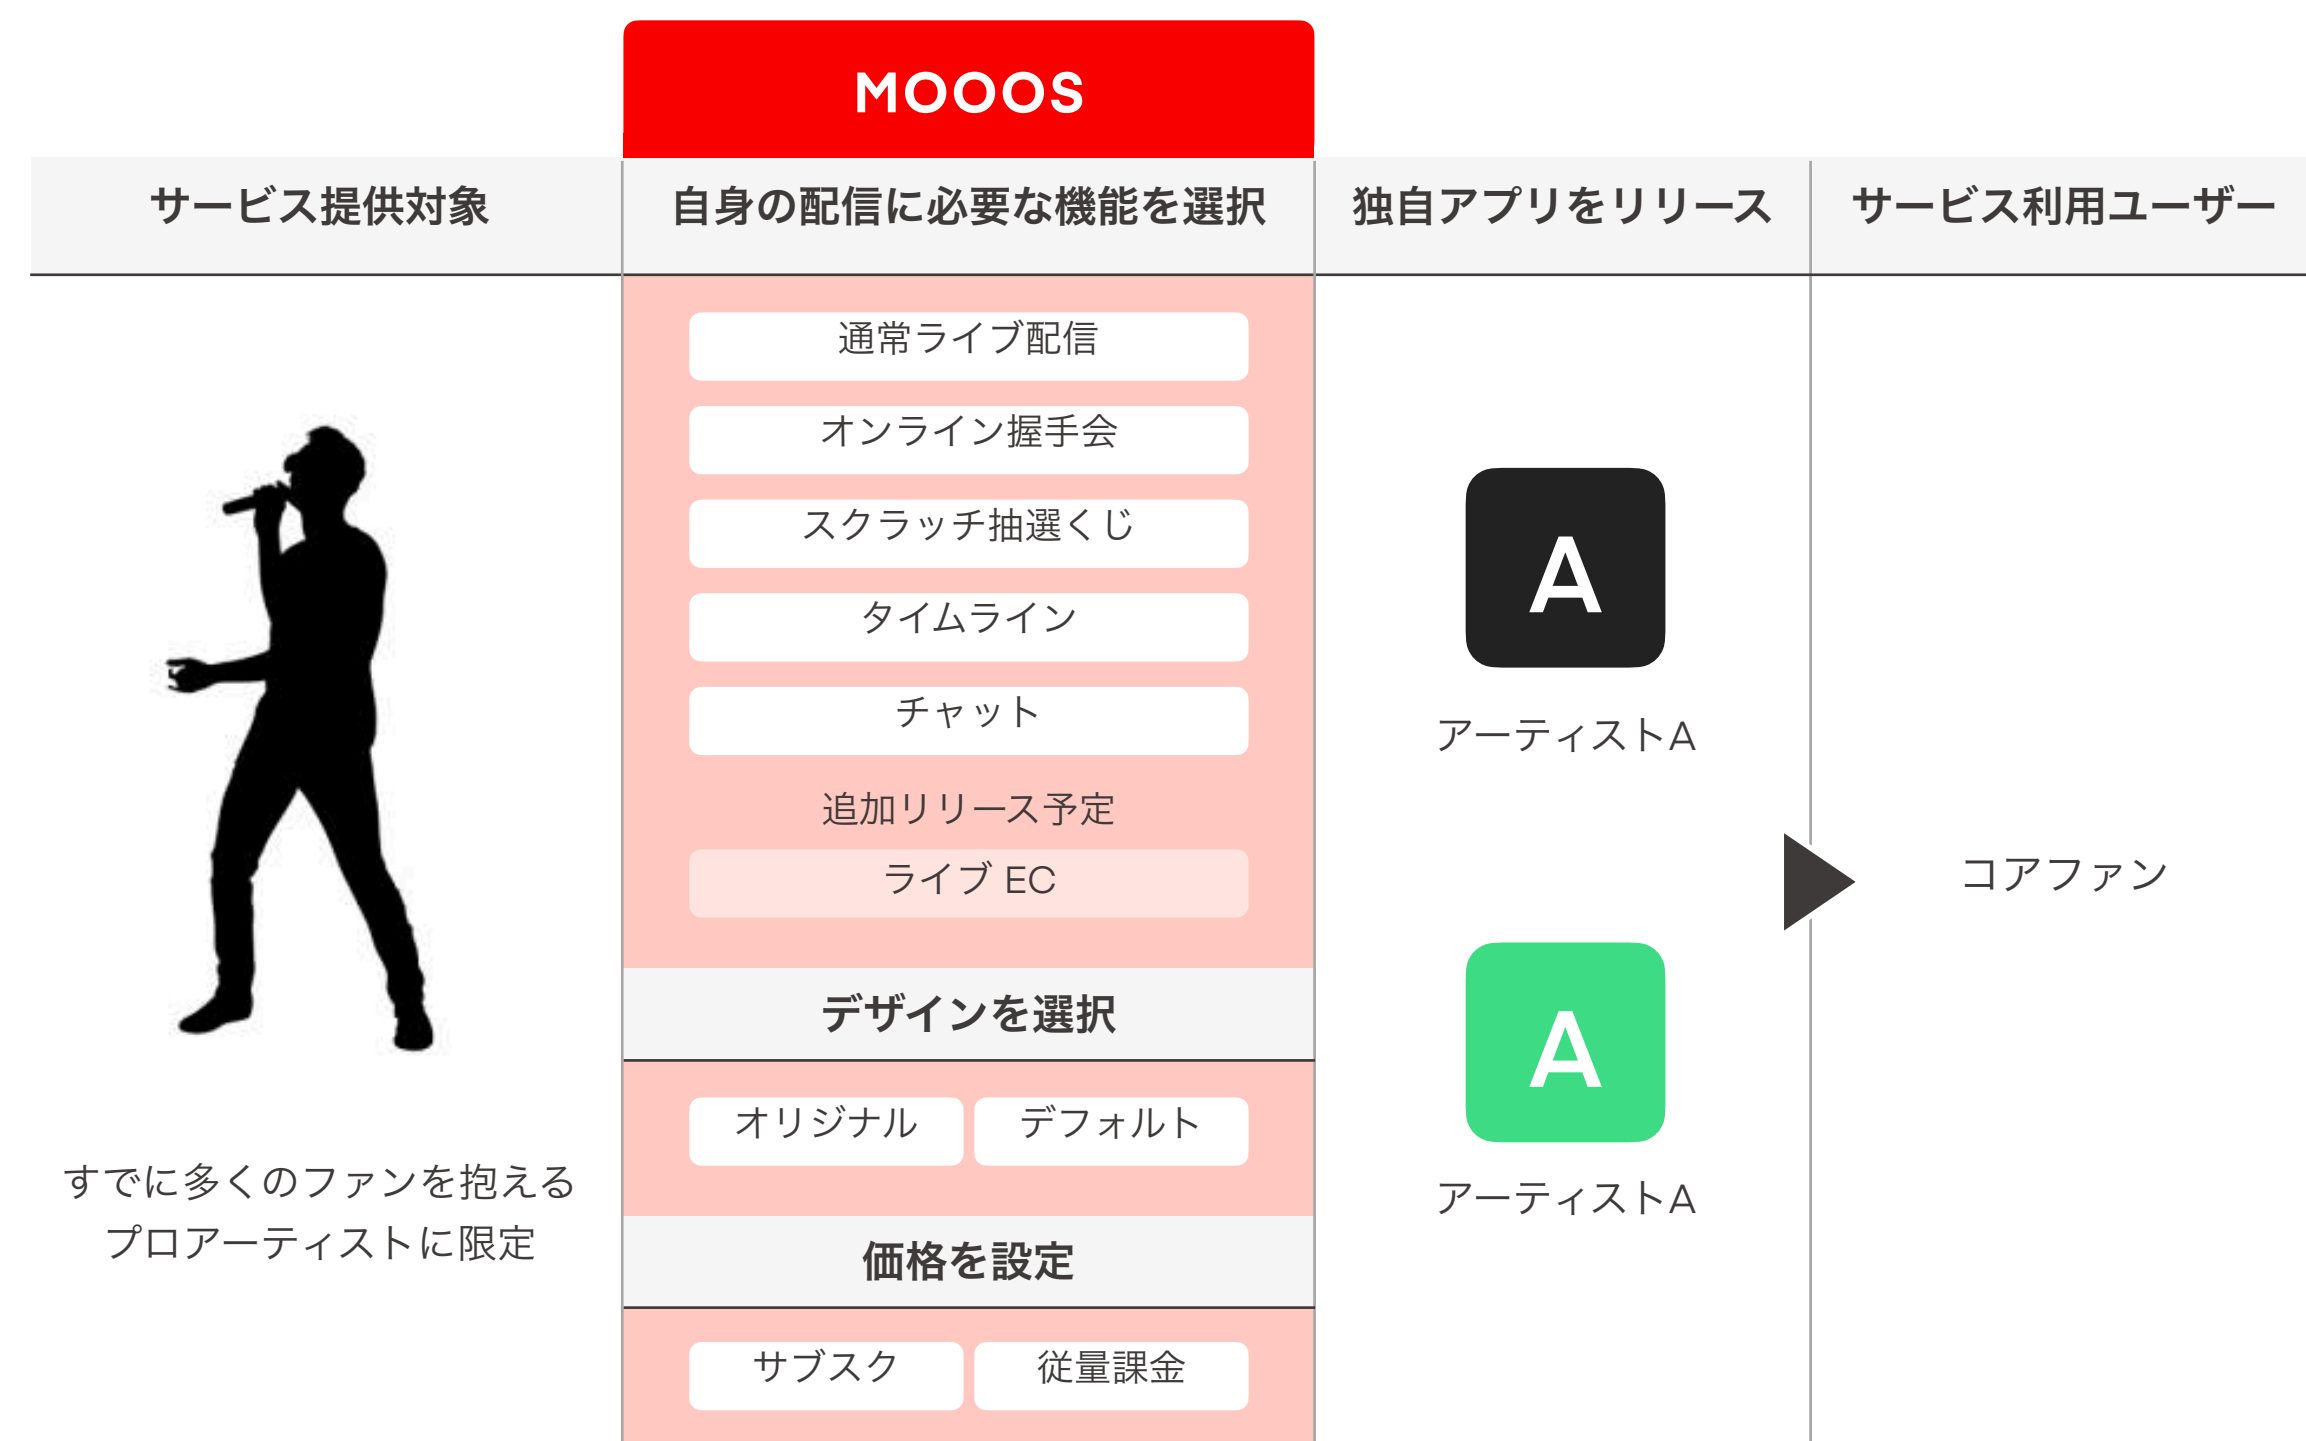 MOOOS
サービス提供対象
自身の配信に必要な機能を選択
独自アプリをリリース
サービス利用ユーザー
通常ライブ配信
オンライン握手会
スクラッチ抽選くじ
タイムライン
チャット
追加リリース予定
ライブ EC
デザインを選択
オリジナル
デフォルト
価格を設定
サブスク
従量課金
すでに多くのファンを抱える
プロアーティストに限定
A
アーティストA
A
アーティストA
コアファン